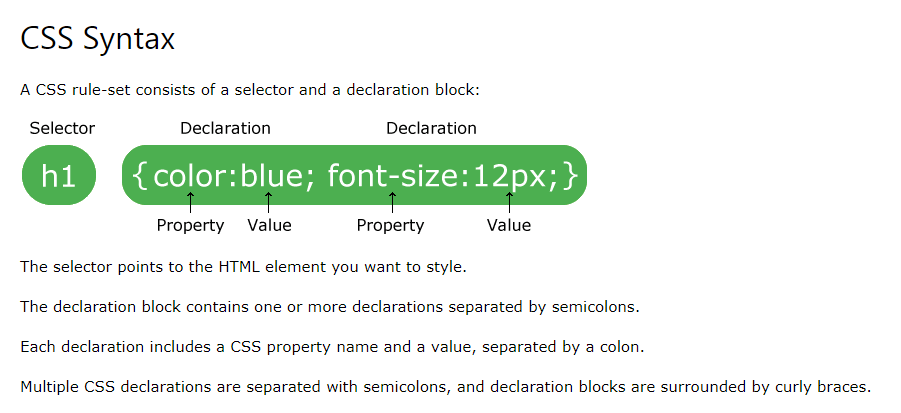 CSS Syntax
A CSS rule-set consists of a selector and a declaration block:
Selector Declaration Declaration
h1 {color:blue; font-size:12px;}
Property Value Property Value
The selector points to the HTML element you want to style.
The declaration block contains one or more declarations separated by semicolons.
Each declaration includes a CSS property name and a value, separated by a colon.
Multiple CSS declarations are separated with semicolons, and declaration blocks are surrounded by curly braces.